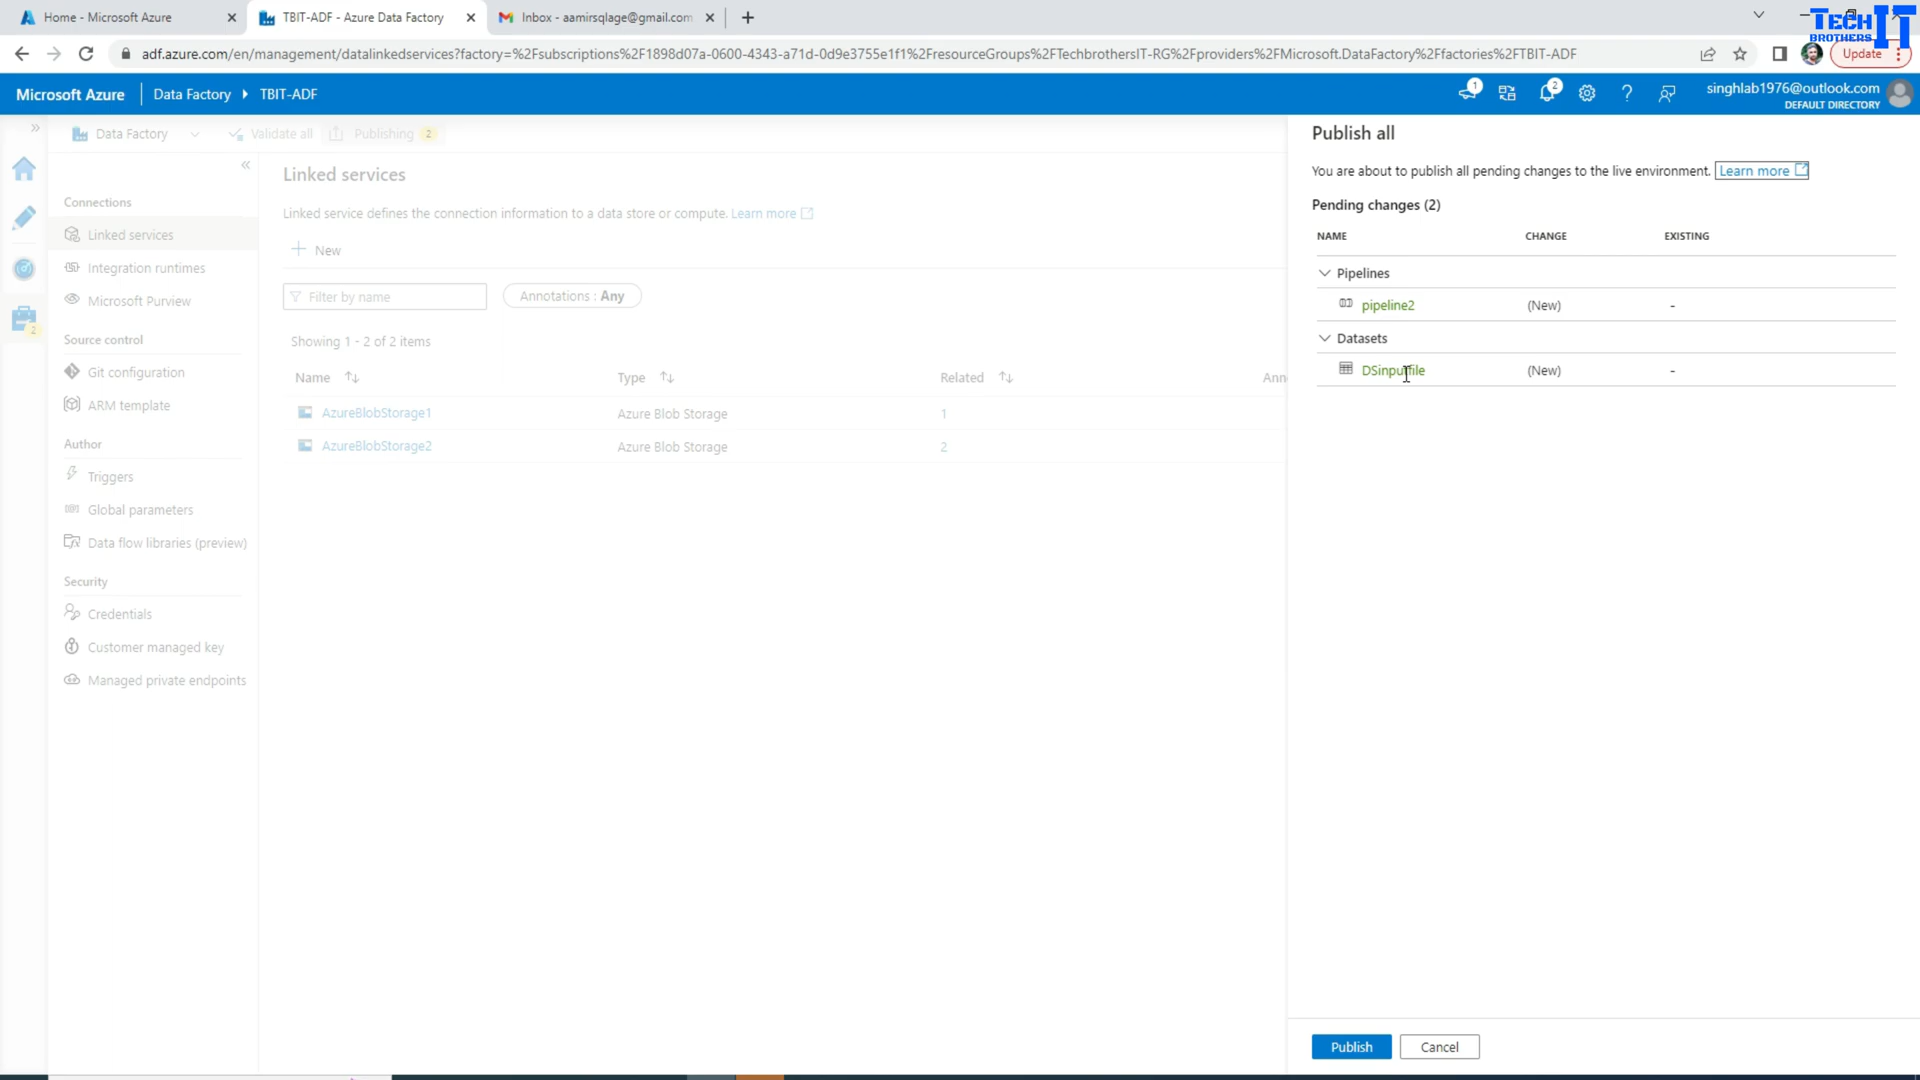 Home - Microsoft Azure
TBIT-ADF - Azure Data Factory
Inbox - aamirsqlage@gmail.com
TECH IT BROTHERS
adf.azure.com/en/management/datalinkedservices?factory=%2Fsubscriptions%2F1898d07a-0600-4343-a71d-0d9e3755e1f1%2FresourceGroups%2FTechbrothersIT-RG%2Fproviders%2FMicrosoft.DataFactory%2Ffactories%2FTBIT-ADF
Update
Microsoft Azure
Data Factory
TBIT-ADF
1
2
singhlab1976@outlook.com
DEFAULT DIRECTORY
Data Factory
Validate all
Publishing 2
2
Connections
Linked services
Integration runtimes
Microsoft Purview
Source control
Git configuration
ARM template
Author
Triggers
Global parameters
Data flow libraries (preview)
Security
Credentials
Customer managed key
Managed private endpoints
Linked services
Linked service defines the connection information to a data store or compute. Learn more
New
Filter by name
Annotations : Any
Showing 1 - 2 of 2 items
Name Type Related Ann
AzureBlobStorage1 Azure Blob Storage 1
AzureBlobStorage2 Azure Blob Storage 2
Publish all
You are about to publish all pending changes to the live environment. Learn more
Pending changes (2)
NAME CHANGE EXISTING
Pipelines
pipeline2 (New) -
Datasets
DSinputfile (New) -
Publish
Cancel